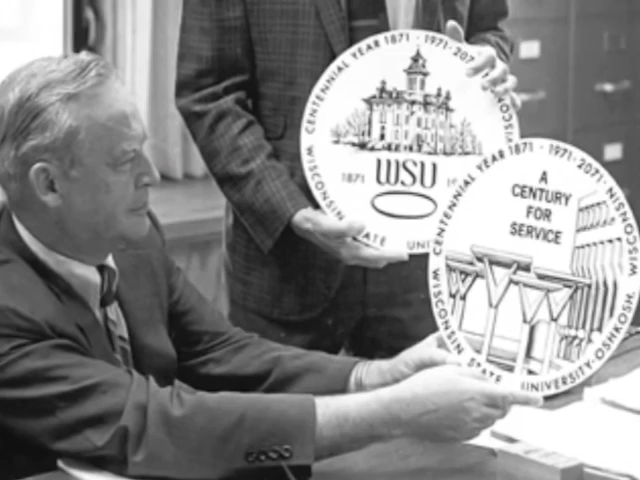 CENTENNIAL YEAR 1871 · 1971 · 207
WISCONSIN STATE UNI
WISCON
1871
WSU
CENTENNIAL YEAR 1871 · 1971 · 2071
WISCONSIN STATE UNIVERSITY-OSHKOSH, WISCONSIN
A
CENTURY
FOR
SERVICE